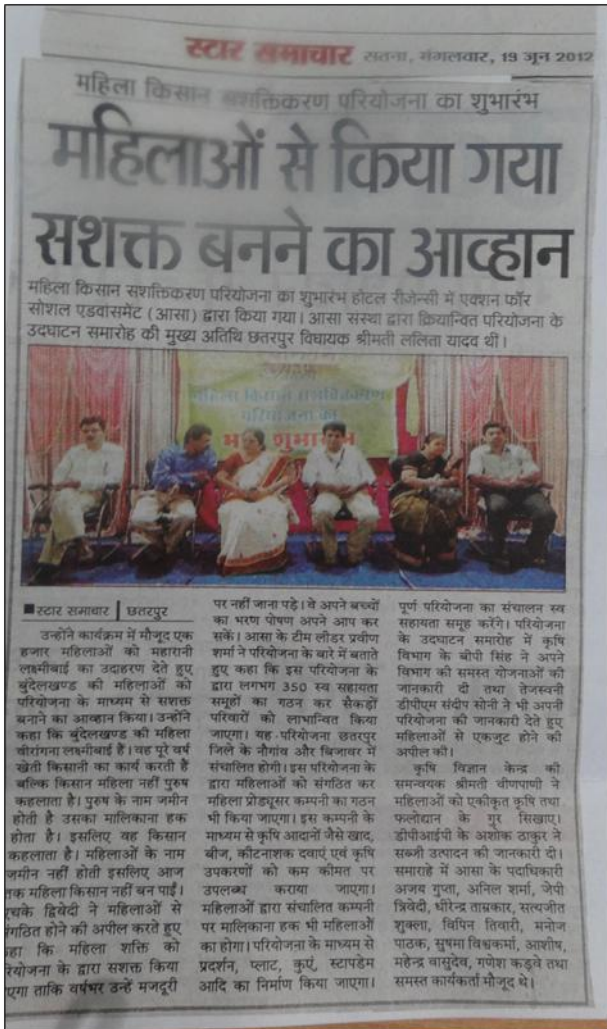 स्टार समाचार सतना, मंगलवार, 19 जून 2012
महिला किसान सशक्तिकरण परियोजना का शुभारंभ
महिलाओं से किया गया
सशक्त बनने का आव्हान
महिला किसान सशक्तिकरण परियोजना का शुभारंभ होटल रीजेन्सी में एक्शन फॉर
सोशल एडवांसमेंट (आसा) द्वारा किया गया। आसा संस्था द्वारा क्रियान्वित परियोजना के
उदघाटन समारोह की मुख्य अतिथि छतरपुर विधायक श्रीमती ललिता यादव थीं।
महिला किसान सशक्तिकरण
परियोजना का
शुभारंभ
■स्टार समाचार | छतरपुर
उन्होंने कार्यक्रम में मौजूद एक
हजार महिलाओं को महारानी
लक्ष्मीबाई का उदाहरण देते हुए
बुंदेलखण्ड की महिलाओं को
परियोजना के माध्यम से सशक्त
बनाने का आव्हान किया। उन्होंने
कहा कि बुंदेलखण्ड की महिला
वीरांगना लक्ष्मीबाई हैं। वह पूरे वर्ष
खेती किसानी का कार्य करती है
बल्कि किसान महिला नहीं पुरुष
कहलाता है। पुरुष के नाम जमीन
होती है उसका मालिकाना हक
होता है। इसलिए वह किसान
कहलाता है। महिलाओं के नाम
जमीन नहीं होती इसलिए आज
तक महिला किसान नहीं बन पाईं।
एचके द्विवेदी ने महिलाओं से
संगठित होने की अपील करते हुए
कहा कि महिला शक्ति को
रियोजना के द्वारा सशक्त किया
एगा ताकि वर्षभर उन्हें मजदूरी
पर नहीं जाना पड़े। वे अपने बच्चों
का भरण पोषण अपने आप कर
सकें। आसा के टीम लीडर प्रवीण
शर्मा ने परियोजना के बारे में बताते
हुए कहा कि इस परियोजना के
द्वारा लगभग 350 स्व सहायता
समूहों का गठन कर सैकड़ों
परिवारों को लाभान्वित किया
जाएगा। यह परियोजना छतरपुर
जिले के नौगांव और बिजावर में
संचालित होगी। इस परियोजना के
द्वारा महिलाओं को संगठित कर
महिला प्रोड्यूसर कम्पनी का गठन
भी किया जाएगा। इस कम्पनी के
माध्यम से कृषि आदानों जैसे खाद,
बीज, कीटनाशक दवाएं एवं कृषि
उपकरणों को कम कीमत पर
उपलब्ध कराया जाएगा।
महिलाओं द्वारा संचालित कम्पनी
पर मालिकाना हक भी महिलाओं
का होगा। परियोजना के माध्यम से
प्रदर्शन, प्लाट, कुएं, स्टापडेम
आदि का निर्माण किया जाएगा।
पूर्ण परियोजना का संचालन स्व
सहायता समूह करेंगे। परियोजना
के उदघाटन समारोह में कृषि
विभाग के बीपी सिंह ने अपने
विभाग की समस्त योजनाओं की
जानकारी दी तथा तेजस्वनी
डीपीएम संदीप सोनी ने भी अपनी
परियोजना की जानकारी देते हुए
महिलाओं से एकजुट होने की
अपील की।
कृषि विज्ञान केन्द्र की
समन्वयक श्रीमती वीणपाणी ने
महिलाओं को एकीकृत कृषि तथा
फलोद्यान के गुर सिखाए।
डीपीआईपी के अशोक ठाकुर ने
सब्जी उत्पादन की जानकारी दी।
समाराहे में आसा के पदाधिकारी
अजय गुप्ता, अनिल शर्मा, जेपी
त्रिवेदी, धीरेन्द्र ताम्रकार, सत्यजीत
शुक्ला, विपिन तिवारी, मनोज
पाठक, सुषमा विश्वकर्मा, आशीष,
महेन्द्र वासुदेव, गणेश कड़वे तथा
समस्त कार्यकर्ता मौजूद थे।